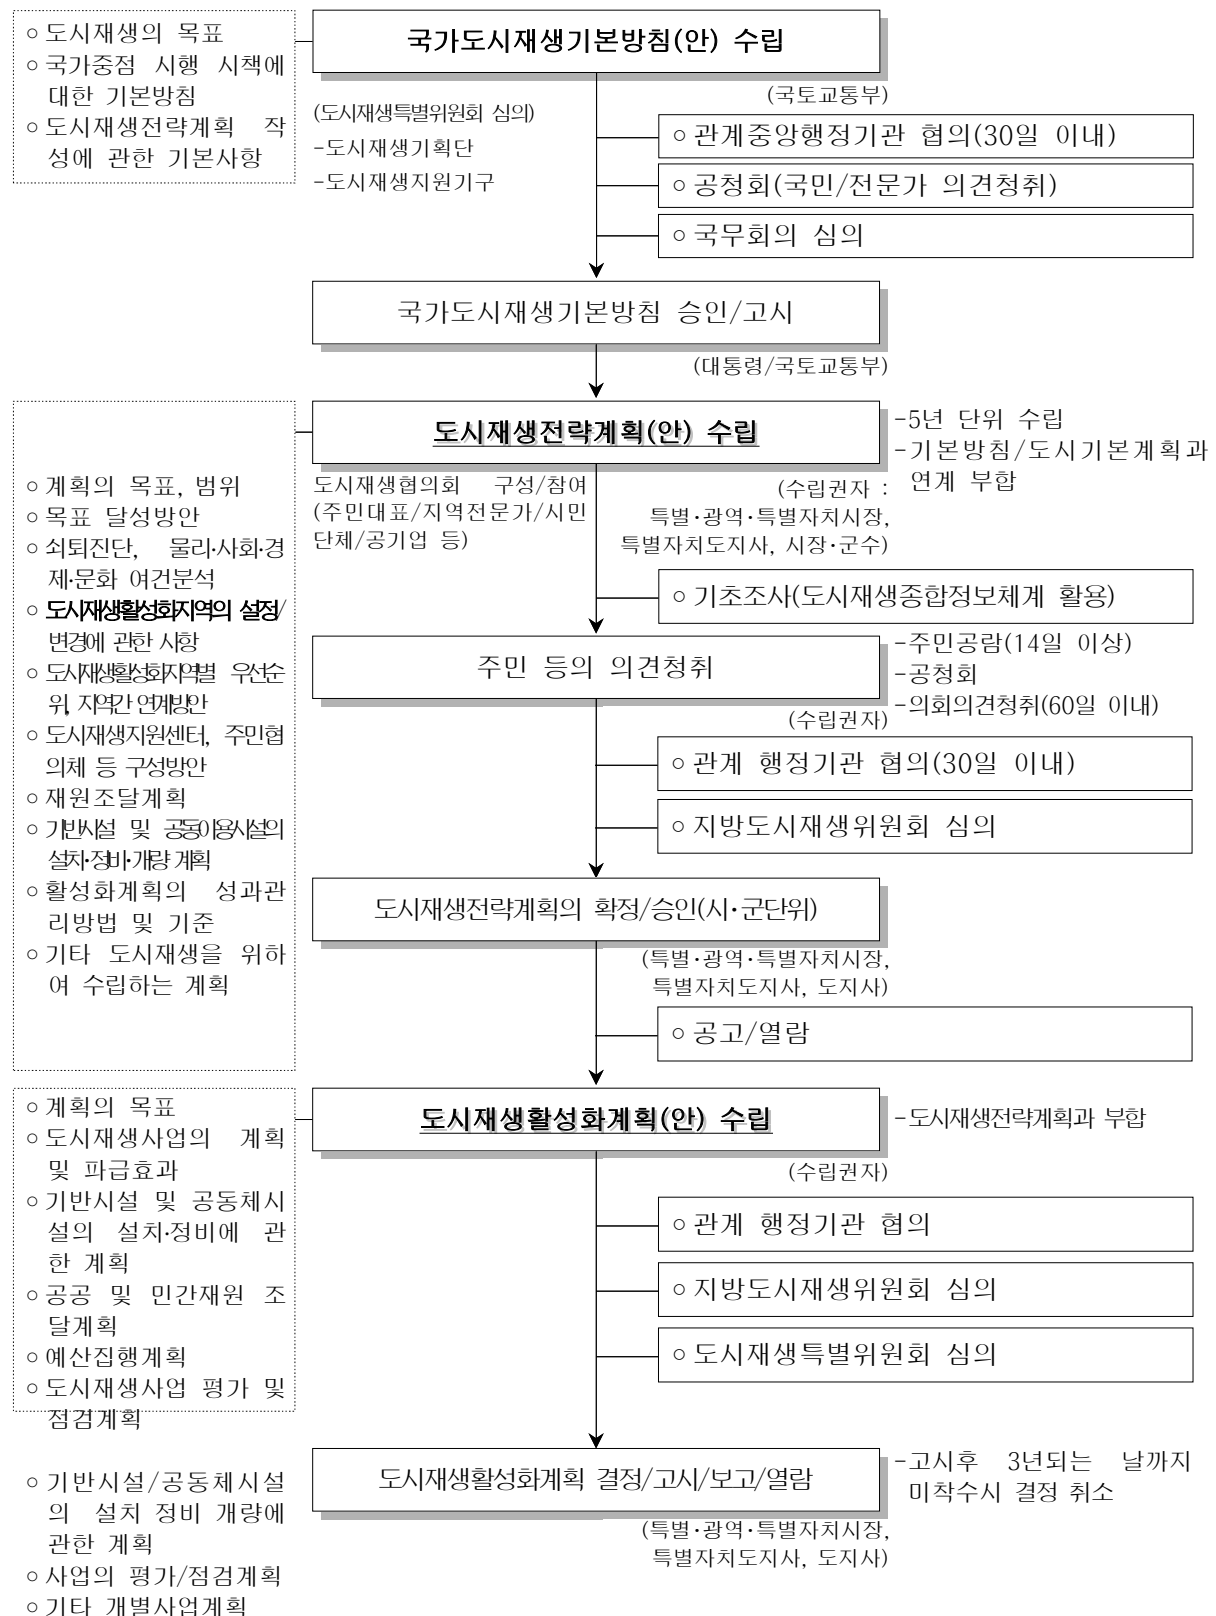 ○ 도시재생의 목표
○ 국가중점 시행 시책에
대한 기본방침
○ 도시재생전략계획 작
성에 관한 기본사항
국가도시재생기본방침(안) 수립
(국토교통부)
(도시재생특별위원회 심의)
-도시재생기획단
-도시재생지원기구
○ 관계중앙행정기관 협의(30일 이내)
○ 공청회(국민/전문가 의견청취)
○ 국무회의 심의
국가도시재생기본방침 승인/고시
(대통령/국토교통부)
도시재생전략계획(안) 수립
-5년 단위 수립
-기본방침/도시기본계획과
연계 부합
도시재생협의회 구성/참여
(주민대표/지역전문가/시민
단체/공기업 등)
(수립권자 :
특별·광역·특별자치시장,
특별자치도지사, 시장·군수)
○ 계획의 목표, 범위
○ 목표 달성방안
○ 쇠퇴진단, 물리·사회·경
제·문화 여건분석
○ 도시재생활성화지역의 설정/
변경에 관한 사항
○ 도시재생활성화지역별 우선순
위, 지역간 연계방안
○ 도시재생지원센터, 주민협
의체 등 구성방안
○ 재원조달계획
○ 기반시설 및 공동이용시설의
설치·정비·개량 계획
○ 활성화계획의 성과관
리방법 및 기준
○ 기타 도시재생을 위하
여 수립하는 계획
○ 기초조사(도시재생종합정보체계 활용)
주민 등의 의견청취
(수립권자)
-주민공람(14일 이상)
-공청회
-의회의견청취(60일 이내)
○ 관계 행정기관 협의(30일 이내)
○ 지방도시재생위원회 심의
도시재생전략계획의 확정/승인(시·군단위)
(특별·광역·특별자치시장,
특별자치도지사, 도지사)
○ 공고/열람
○ 계획의 목표
○ 도시재생사업의 계획
및 파급효과
○ 기반시설 및 공동체시
설의 설치·정비에 관
한 계획
○ 공공 및 민간재원 조
달계획
○ 예산집행계획
○ 도시재생사업 평가 및
점검계획
도시재생활성화계획(안) 수립
-도시재생전략계획과 부합
(수립권자)
○ 관계 행정기관 협의
○ 지방도시재생위원회 심의
○ 도시재생특별위원회 심의
○ 기반시설/공동체시설
의 설치 정비 개량에
관한 계획
○ 사업의 평가/점검계획
○ 기타 개별사업계획
도시재생활성화계획 결정/고시/보고/열람
(특별·광역·특별자치시장,
특별자치도지사, 도지사)
-고시후 3년되는 날까지
미착수시 결정 취소